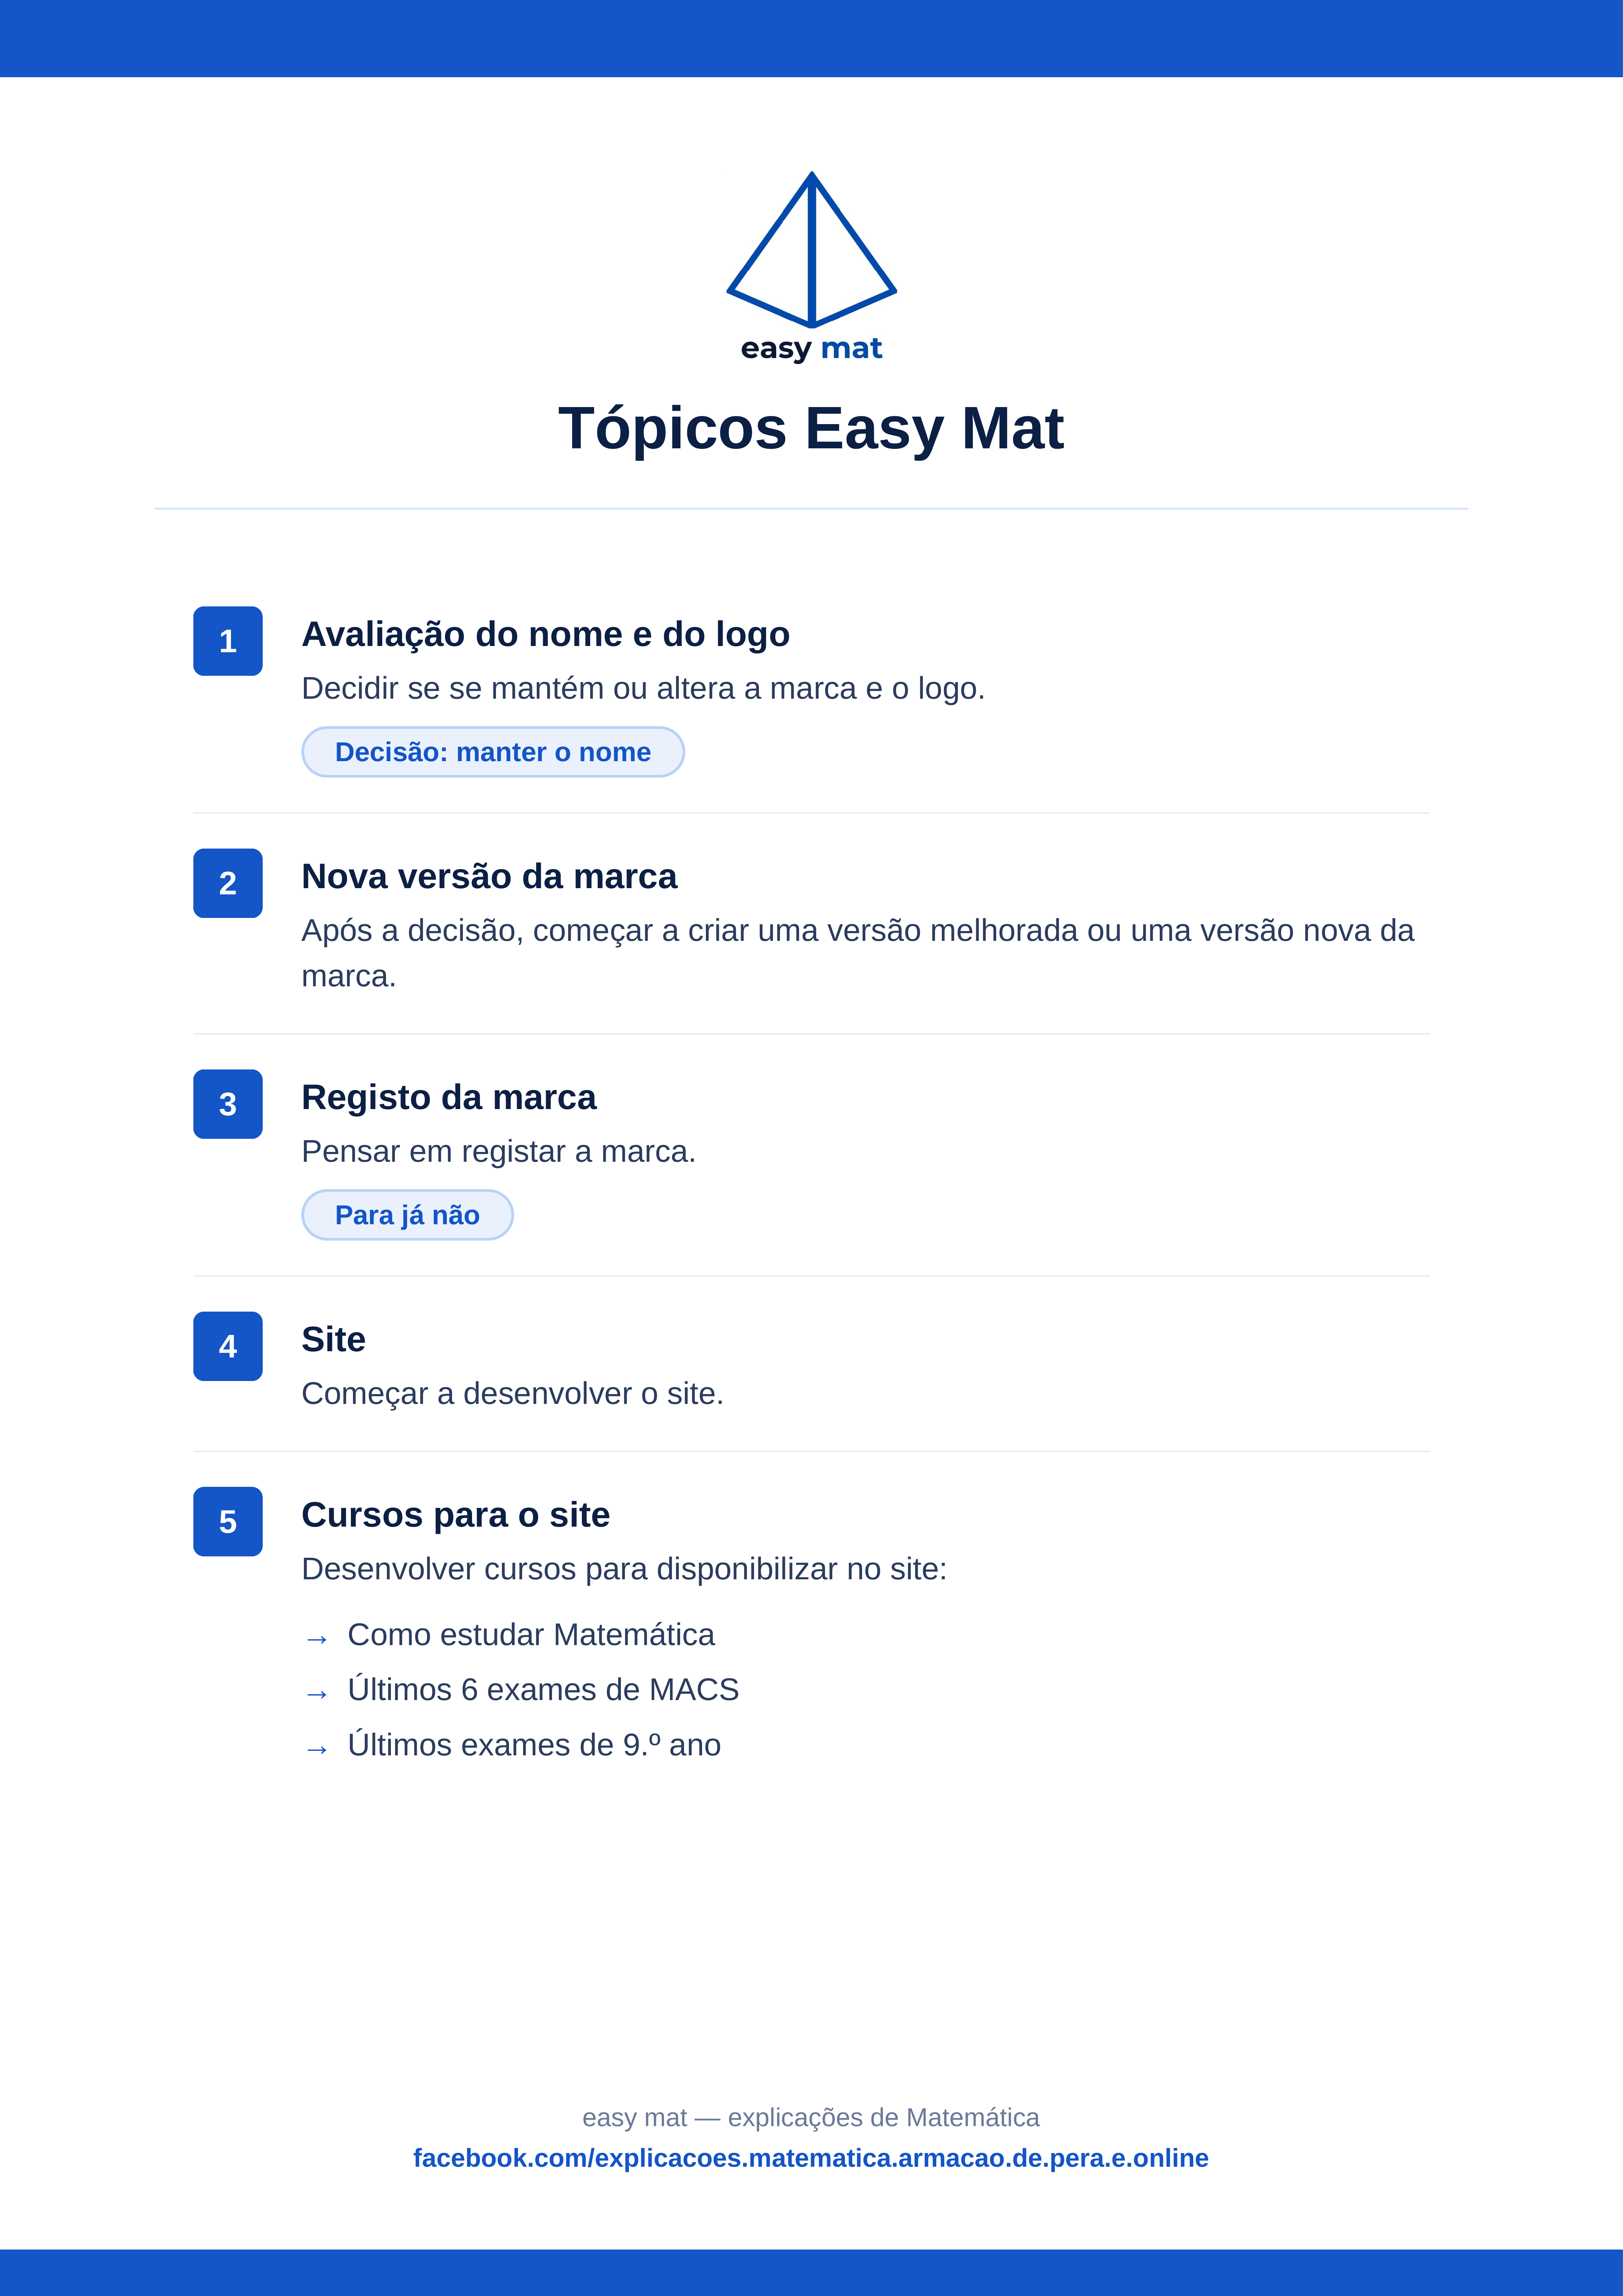 easy mat
Tópicos Easy Mat
1
Avaliação do nome e do logo
Decidir se se mantém ou altera a marca e o logo.
Decisão: manter o nome
2
Nova versão da marca
Após a decisão, começar a criar uma versão melhorada ou uma versão nova da
marca.
3
Registo da marca
Pensar em registar a marca.
Para já não
4
Site
Começar a desenvolver o site.
5
Cursos para o site
Desenvolver cursos para disponibilizar no site:
→ Como estudar Matemática
→ Últimos 6 exames de MACS
→ Últimos exames de 9.º ano
easy mat — explicações de Matemática
facebook.com/explicacoes.matematica.armacao.de.pera.e.online